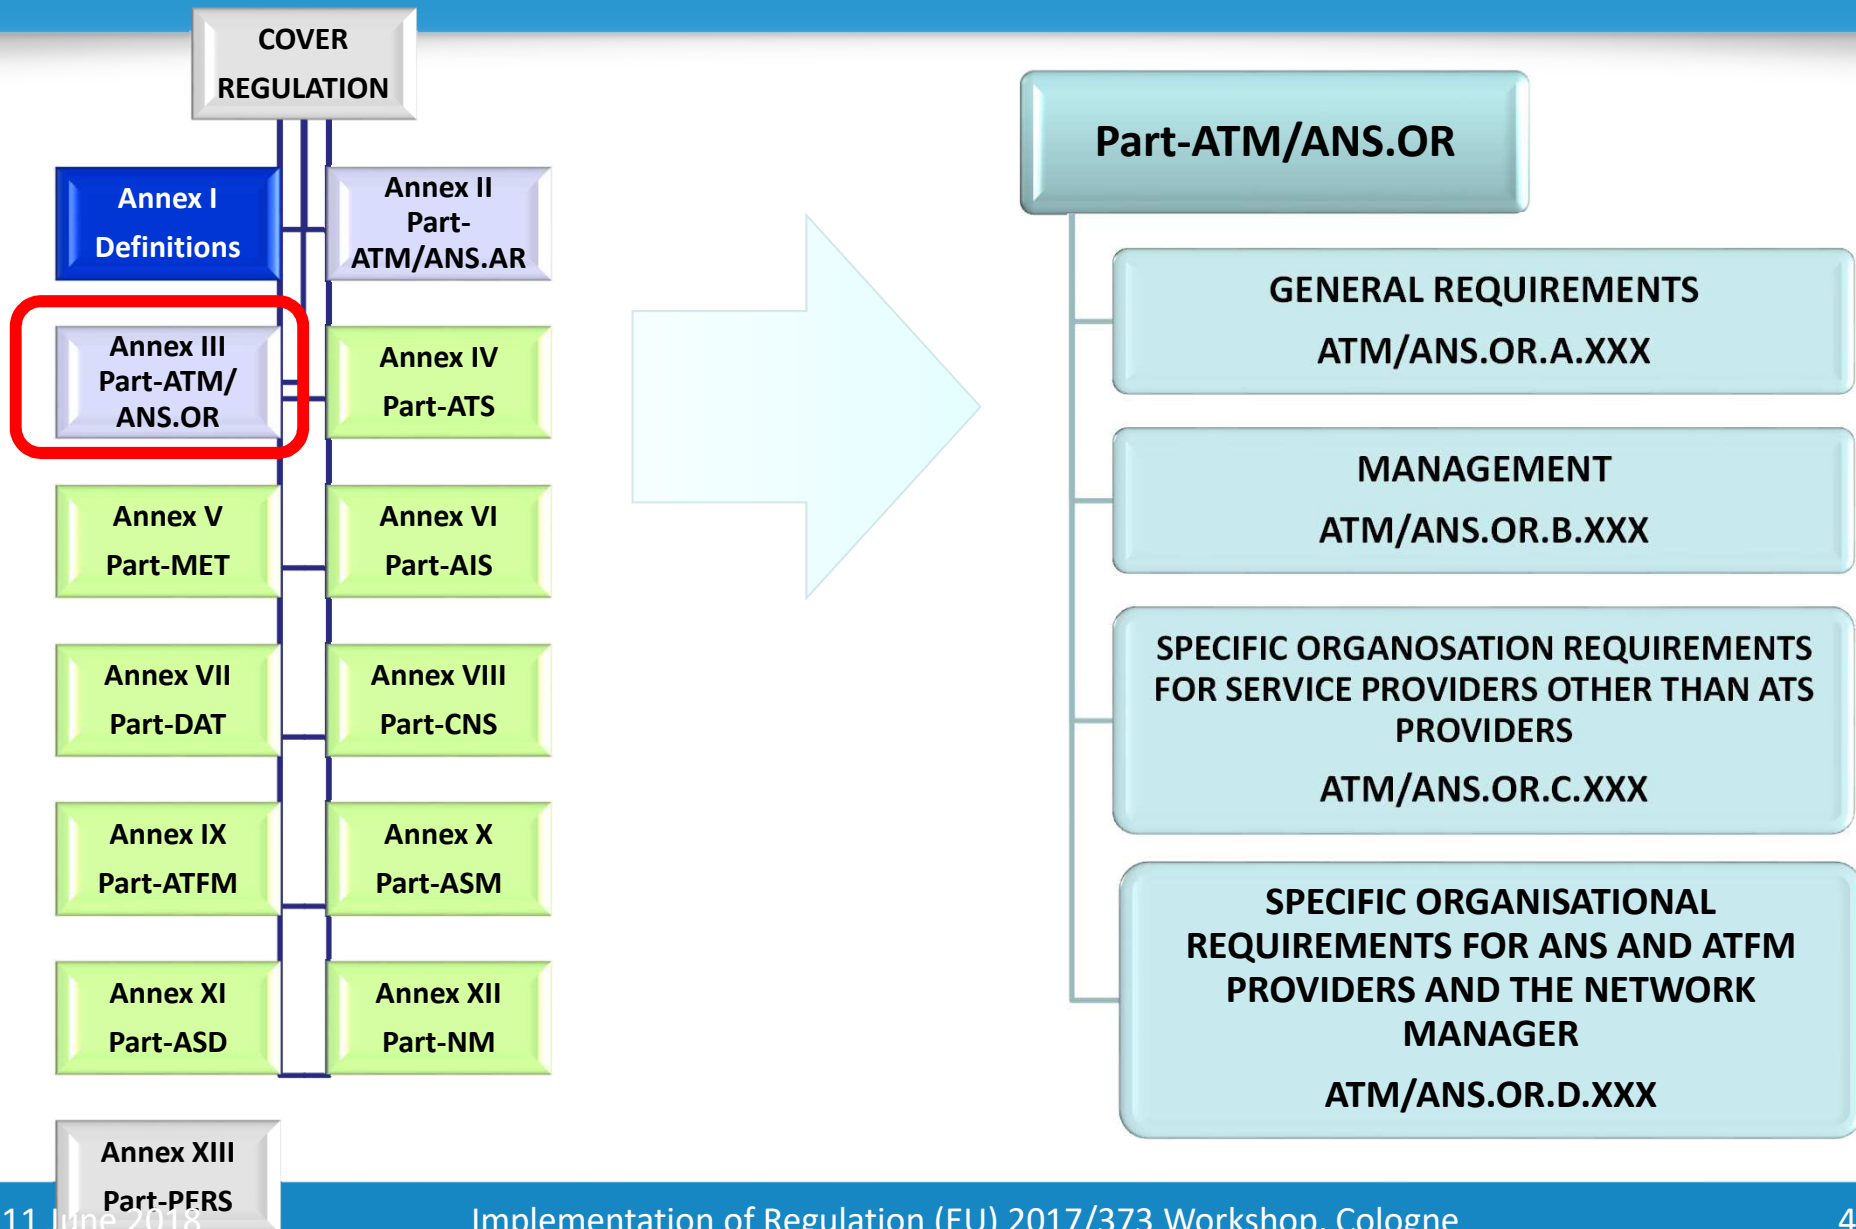 COVER
REGULATION
Annex I
Definitions
Annex II
Part-
ATM/ANS.AR
Annex III
Part-ATM/
ANS.OR
Annex IV
Part-ATS
Annex V
Part-MET
Annex VI
Part-AIS
Annex VII
Part-DAT
Annex VIII
Part-CNS
Annex IX
Part-ATFM
Annex X
Part-ASM
Annex XI
Part-ASD
Annex XII
Part-NM
Annex XIII
Part-PERS
Part-ATM/ANS.OR
GENERAL REQUIREMENTS
ATM/ANS.OR.A.XXX
MANAGEMENT
ATM/ANS.OR.B.XXX
SPECIFIC ORGANOSATION REQUIREMENTS
FOR SERVICE PROVIDERS OTHER THAN ATS
PROVIDERS
ATM/ANS.OR.C.XXX
SPECIFIC ORGANISATIONAL
REQUIREMENTS FOR ANS AND ATFM
PROVIDERS AND THE NETWORK
MANAGER
ATM/ANS.OR.D.XXX
11 June 2018
Implementation of Regulation (EU) 2017/373 Workshop, Cologne
4